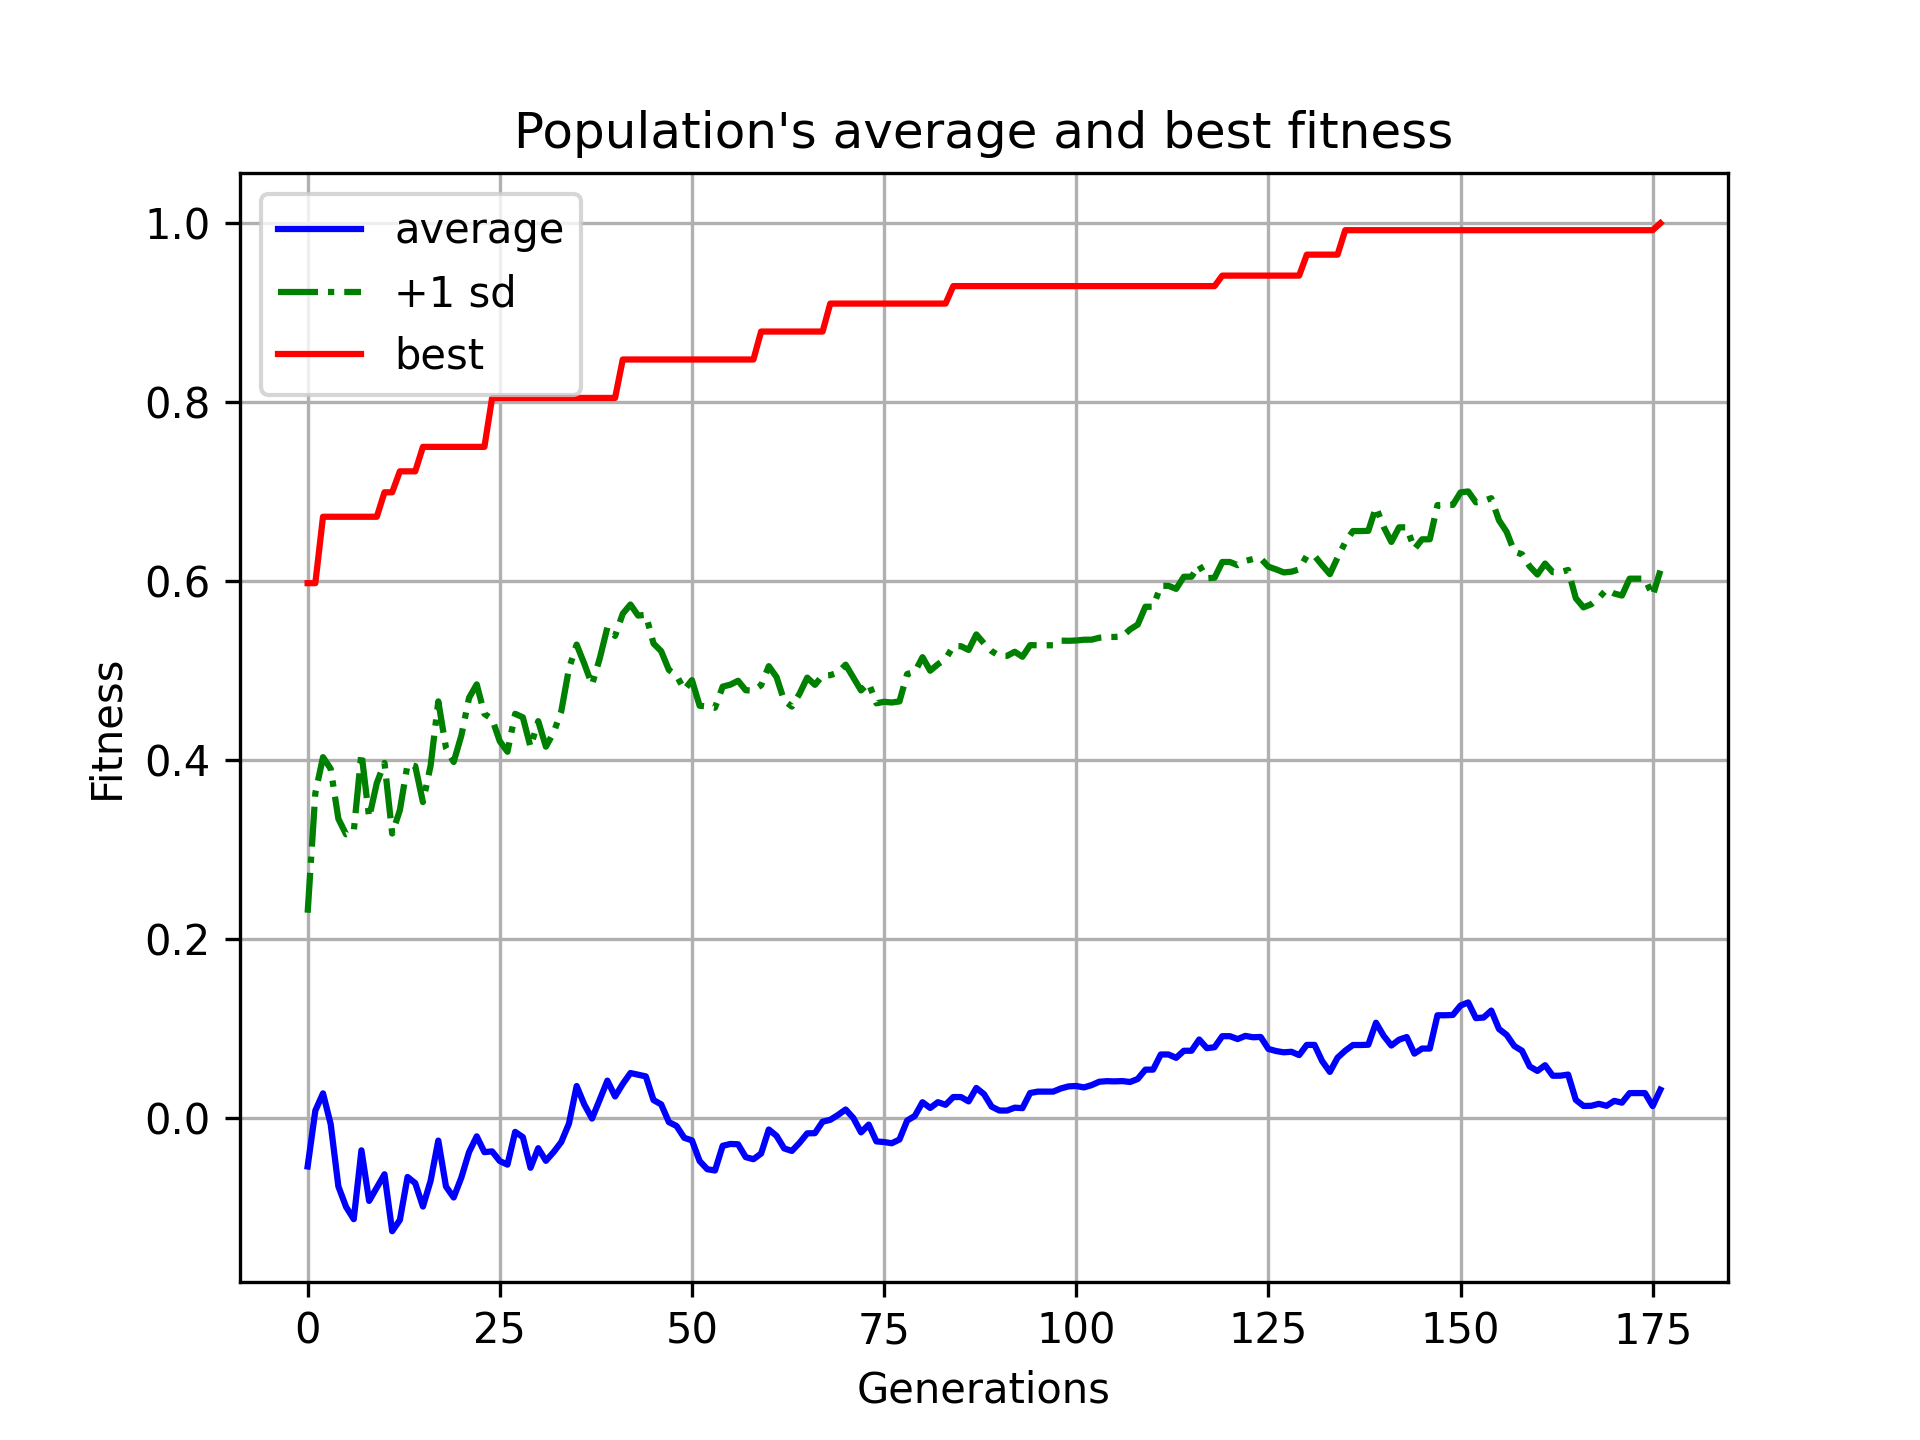 Population's average and best fitness
average
+1 sd
best
1.0
0.8
0.6
0.4
0.2
0.0
Fitness
0 25 50 75 100 125 150 175
Generations